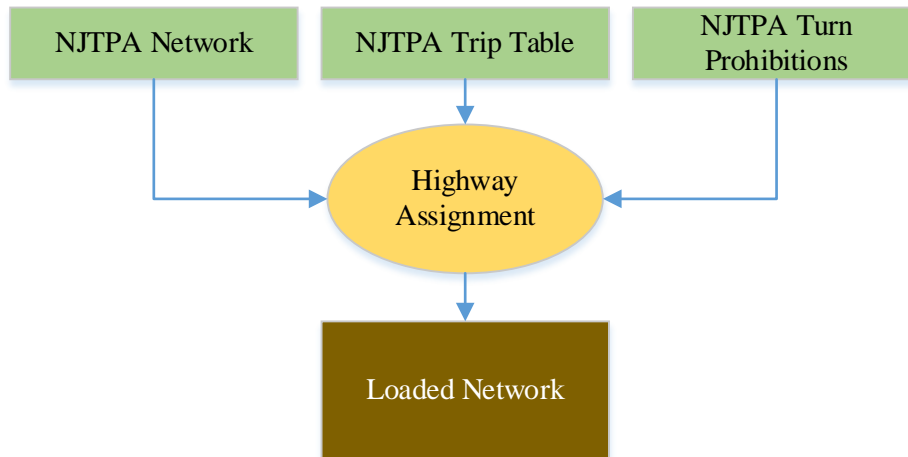 NJTPA Network
NJTPA Trip Table
NJTPA Turn
Prohibitions
Highway
Assignment
Loaded Network